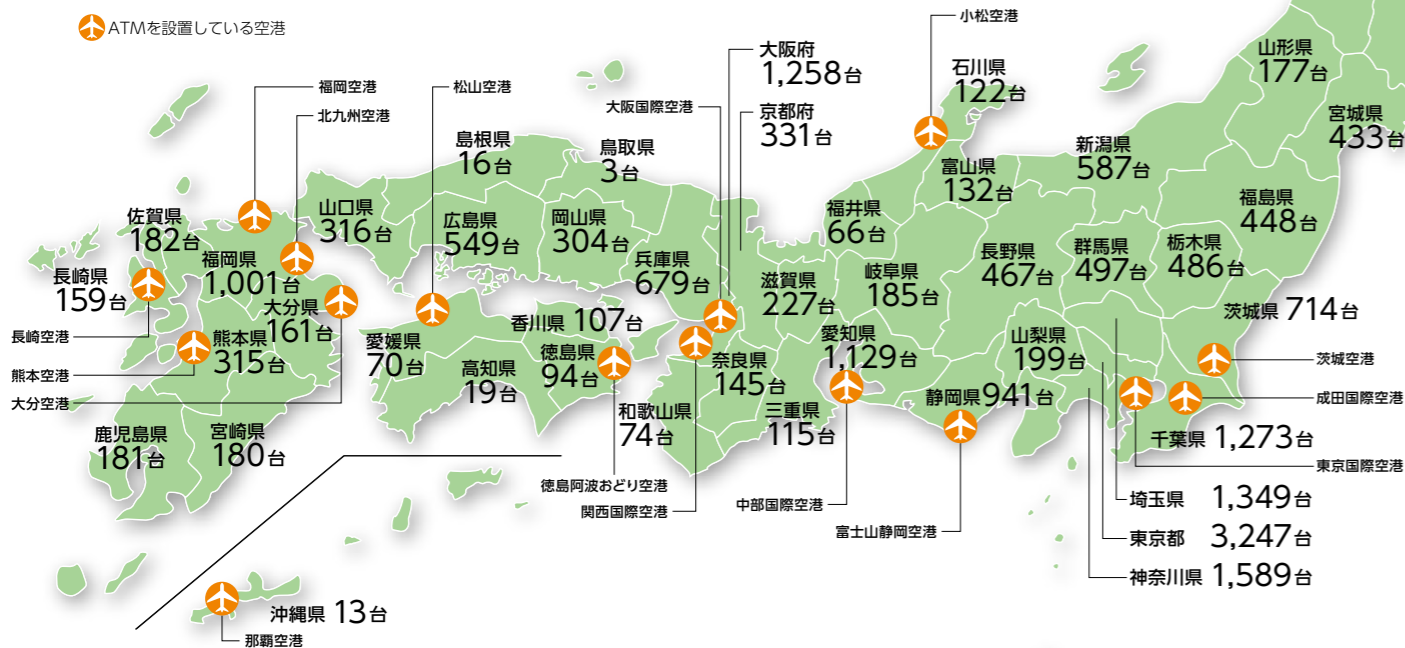 ATMを設置している空港
小松空港
大阪府
1,258台
石川県
122台
山形県
177台
福岡空港
松山空港
大阪国際空港
京都府
331台
宮城県
433台
北九州空港
島根県
16台
鳥取県
3台
新潟県
587台
富山県
132台
佐賀県
182台
山口県
316台
広島県
549台
岡山県
304台
福井県
66台
福島県
448台
長崎県
159台
福岡県
1,001台
兵庫県
679台
滋賀県
227台
岐阜県
185台
長野県
467台
群馬県
497台
栃木県
486台
大分県
161台
茨城県 714台
長崎空港
熊本県
315台
愛媛県
70台
香川県 107台
愛知県
1,129台
山梨県
199台
熊本空港
高知県
19台
徳島県
94台
奈良県
145台
茨城空港
大分空港
和歌山県
74台
三重県
115台
静岡県 941台
成田国際空港
鹿児島県
181台
宮崎県
180台
千葉県 1,273台
東京国際空港
徳島阿波おどり空港
関西国際空港
中部国際空港
富士山静岡空港
埼玉県 1,349台
東京都 3,247台
神奈川県 1,589台
沖縄県 13台
那覇空港